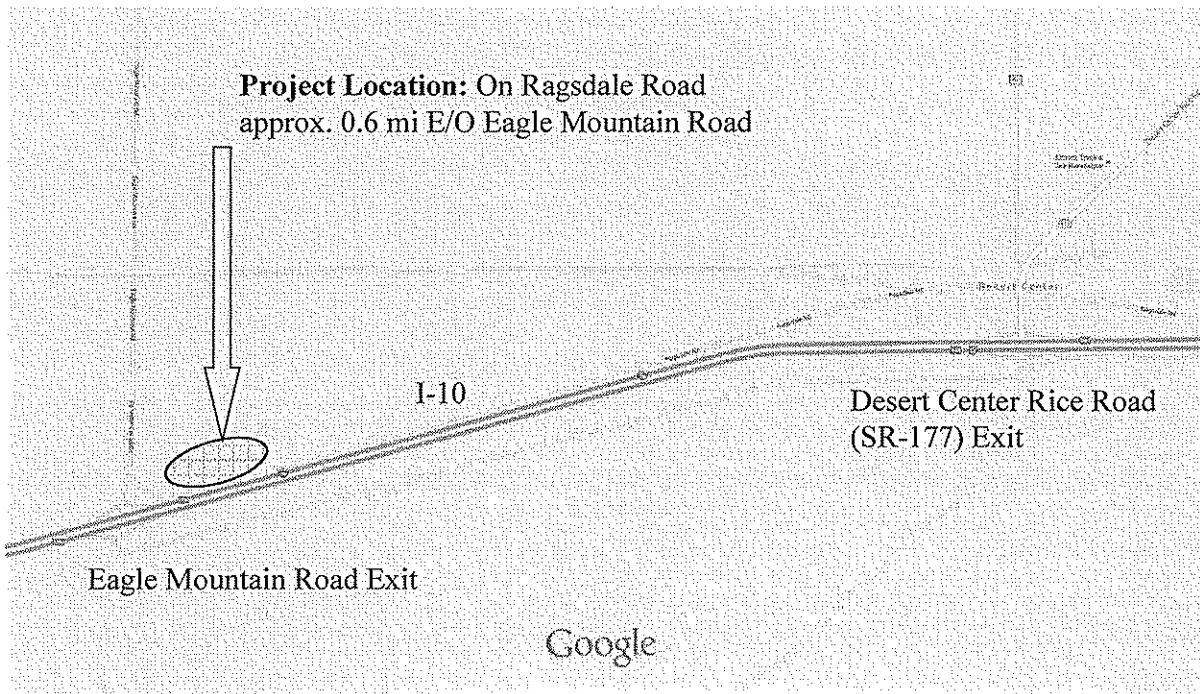 Project Location: On Ragsdale Road
approx. 0.6 mi E/O Eagle Mountain Road
Desert Center
I-10
Desert Center Rice Road
(SR-177) Exit
Eagle Mountain Road Exit
Google